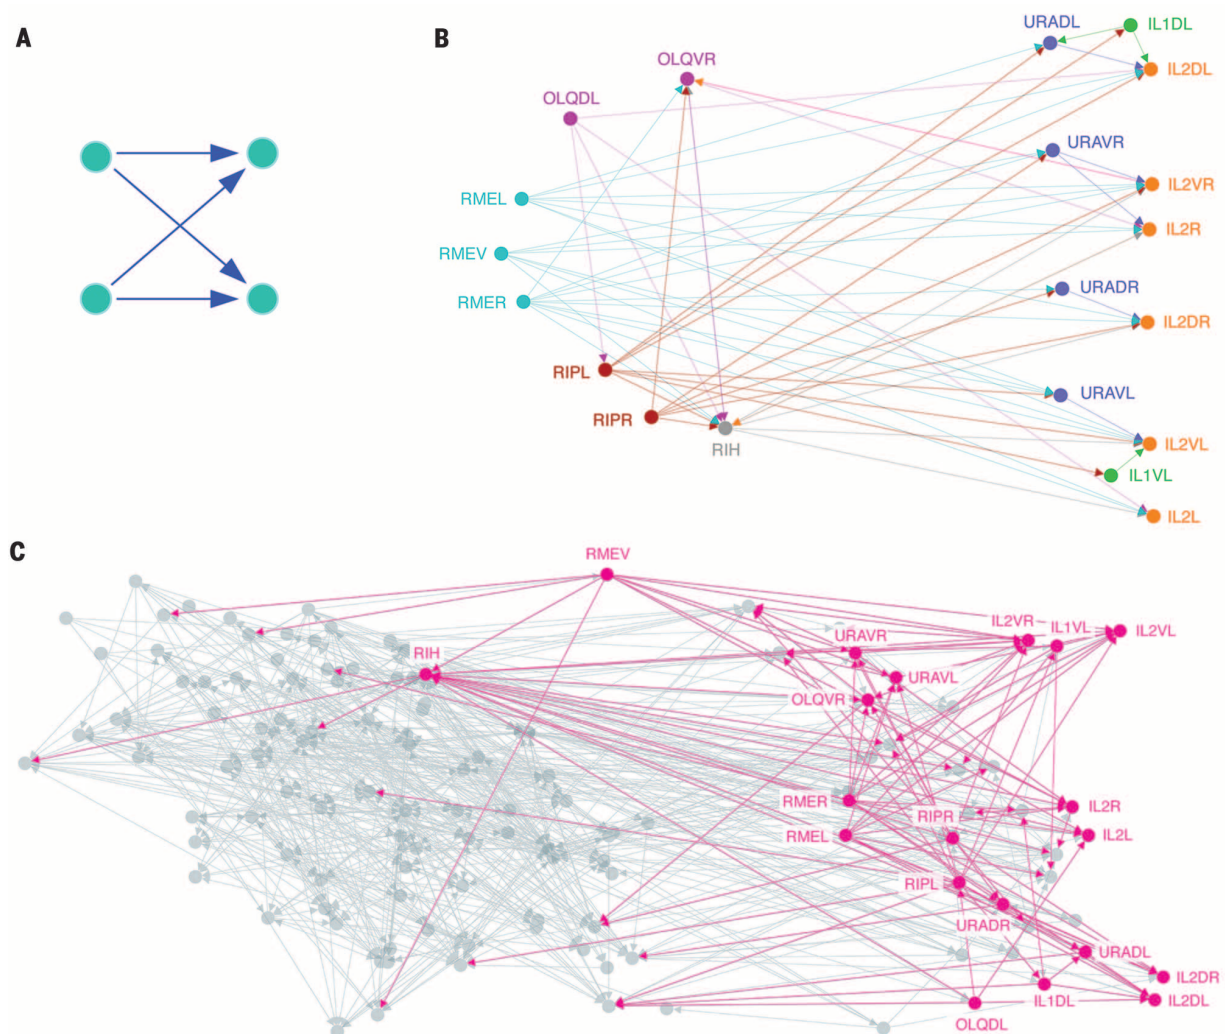 A
B
URADL
IL1DL
OLQVR
IL2DL
OLQDL
URAVR
RMEL
IL2VR
IL2R
RMEV
URADR
RMER
IL2DR
RIPL
URAVL
RIPR
RIH
IL2VL
IL1VL
IL2L
C
RMEV
IL2VR
IL1VL
IL2VL
URAVR
RIH
URAVL
OLQVR
RMER
IL2R
RIPR
RMEL
IL2L
RIPL
URADR
URADL
IL2DR
IL1DL
IL2DL
OLQDL